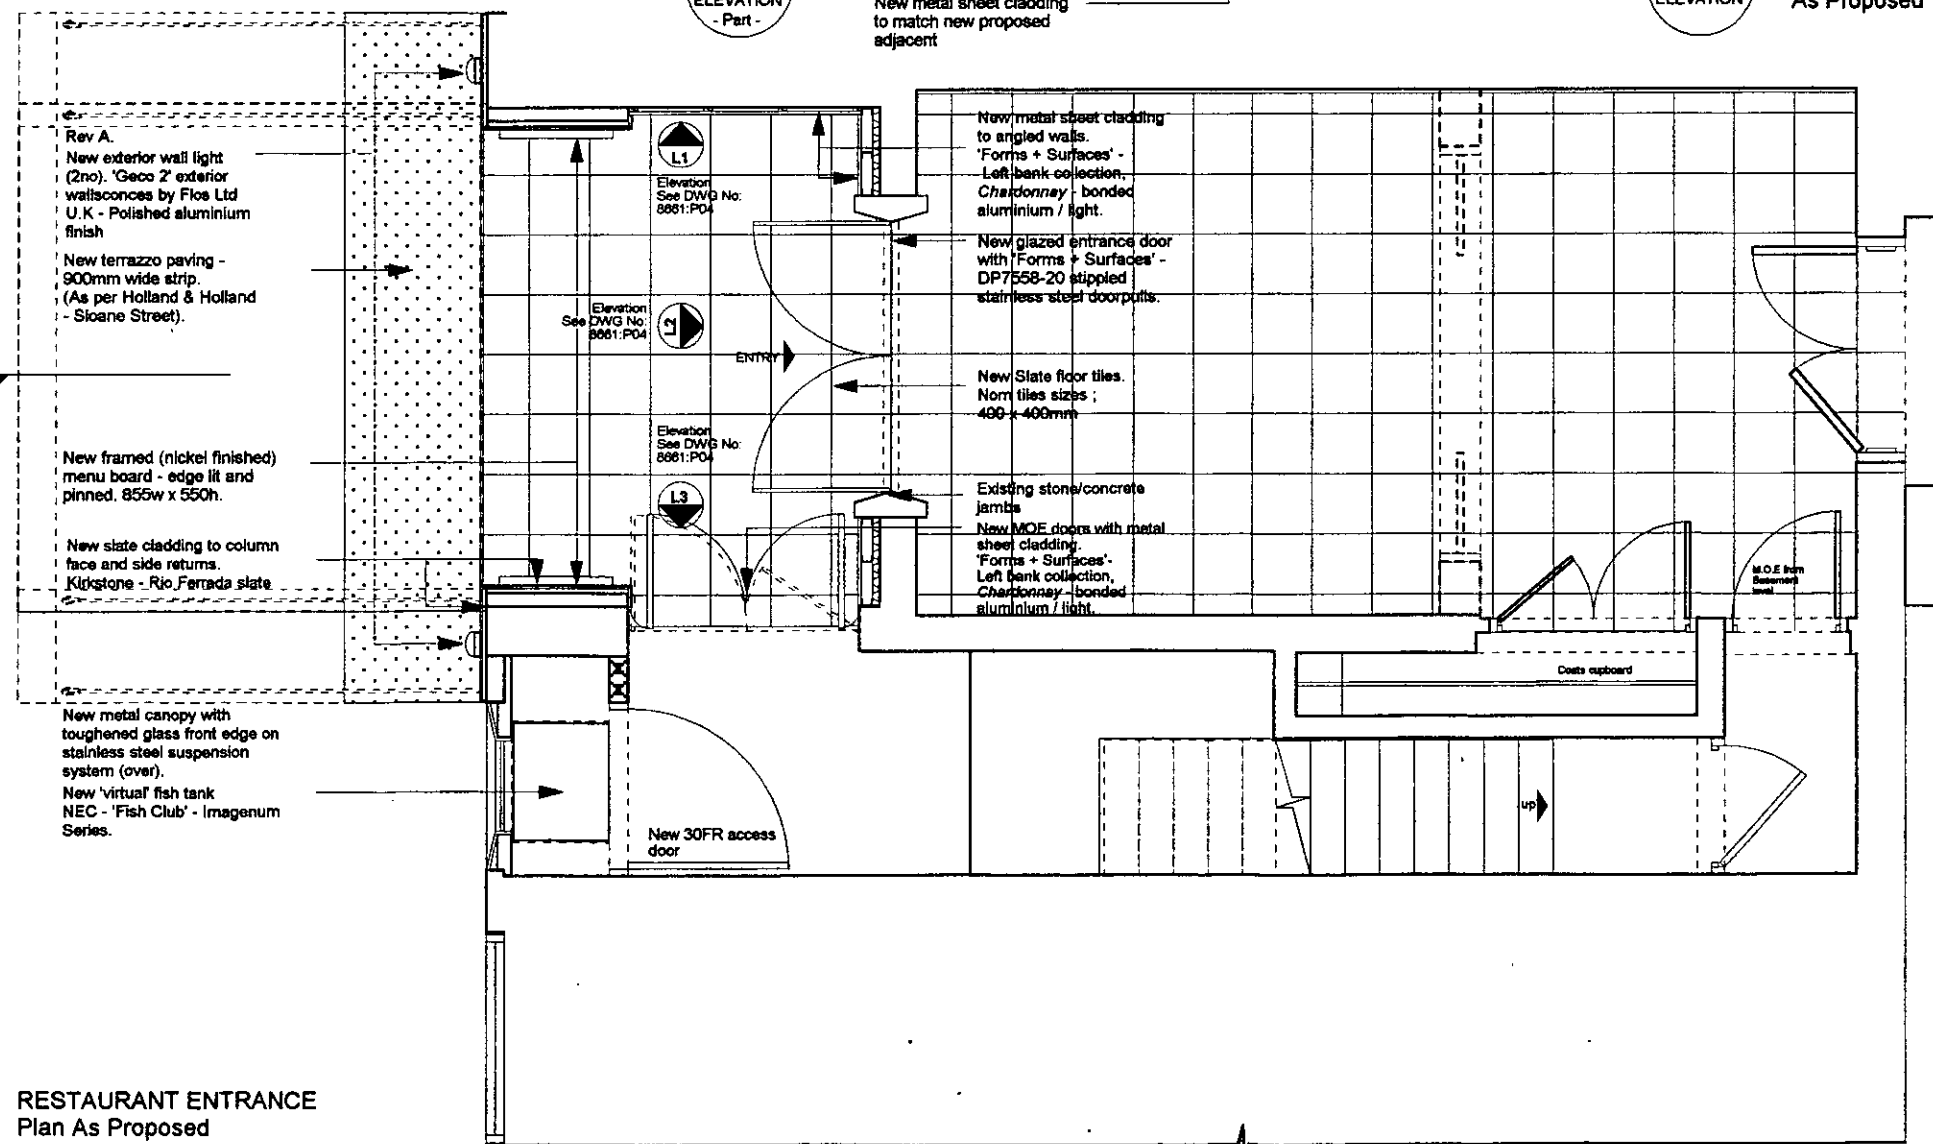 ELEVATION
- Part -
New metal sheet cladding
to match new proposed
adjacent
ELEVATION
As Proposed
Rev A.
New exterior wall light
(2no). 'Geco 2' exterior
wallsconces by Flos Ltd
U.K - Polished aluminium
finish
New terrazzo paving -
900mm wide strip.
(As per Holland & Holland
- Sloane Street).
New framed (nickel finished)
menu board - edge lit and
pinned. 855w x 550h.
New slate cladding to column
face and side returns.
Kirkstone - Rio Ferrada slate
New metal canopy with
toughened glass front edge on
stainless steel suspension
system (over).
New 'virtual' fish tank
NEC - 'Fish Club' - Imagenum
Series.
L1
Elevation
See DWG No:
8661:P04
Elevation
See DWG No:
8661:P04
L2
ENTRY
Elevation
See DWG No:
8661:P04
L3
New metal sheet cladding
to angled walls.
'Forms + Surfaces' -
Left bank collection,
Chardonnay - bonded
aluminium / light.
New glazed entrance door
with 'Forms + Surfaces' -
DP7558-20 stippled
stainless steel doorpulls.
New Slate floor tiles.
Nom tiles sizes ;
400 x 400mm
Existing stone/concrete
jambs
New MOE doors with metal
sheet cladding.
'Forms + Surfaces'-
Left bank collection,
Chardonnay - bonded
aluminium / light.
M.O.E from
Basement
level
Coats cupboard
up
New 30FR access
door
RESTAURANT ENTRANCE
Plan As Proposed